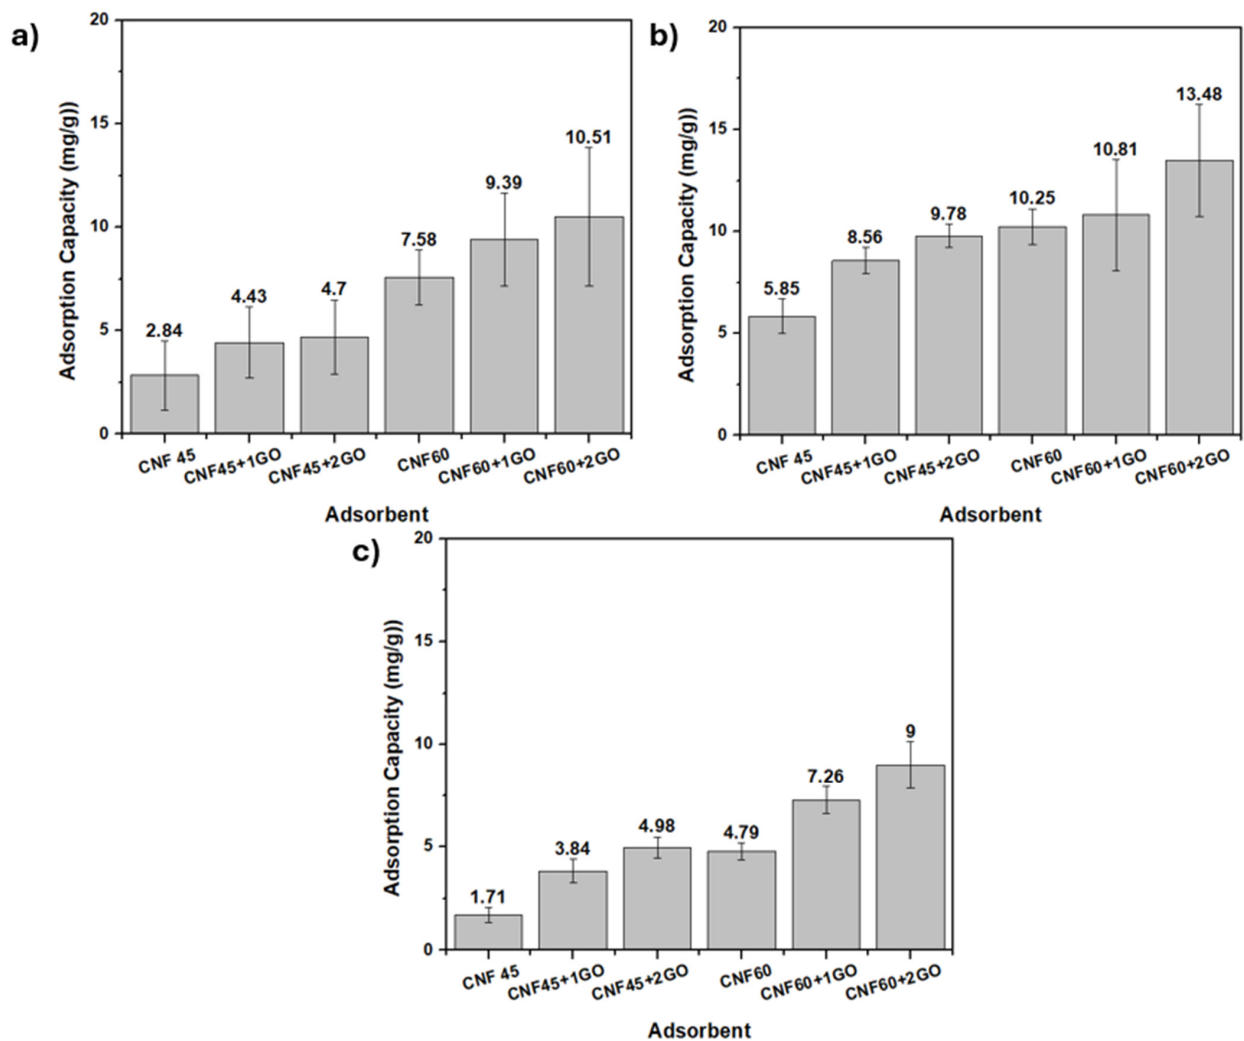 a)
20
15
10
5
0
Adsorption Capacity (mg/g))
2.84
4.43
4.7
7.58
9.39
10.51
CNF 45
CNF45+1GO
CNF45+2GO
CNF60
CNF60+1GO
CNF60+2GO
Adsorbent
b)
20
15
10
5
0
Adsorption Capacity (mg/g))
5.85
8.56
9.78
10.25
10.81
13.48
CNF 45
CNF45+1GO
CNF45+2GO
CNF60
CNF60+1GO
CNF60+2GO
Adsorbent
c)
20
15
10
5
0
Adsorption Capacity (mg/g))
1.71
3.84
4.98
4.79
7.26
9
CNF 45
CNF45+1GO
CNF45+2GO
CNF60
CNF60+1GO
CNF60+2GO
Adsorbent